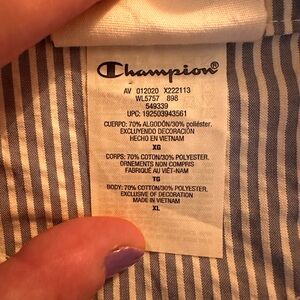 Champion®
AV 012020 X222113
WL5757 898
549339
UPC: 192503943561
CUERPO: 70% ALGODÓN/30% poliéster.
EXCLUYENDO DECORACIÓN
HECHO EN VIETNAM
XG
CORPS: 70% COTON/30% POLYESTER.
ORNEMENTS NON COMPRIS
FABRIQUÉ AU VIÊT-NAM
TG
BODY: 70% COTTON/30% POLYESTER.
EXCLUSIVE OF DECORATION
MADE IN VIETNAM
XL